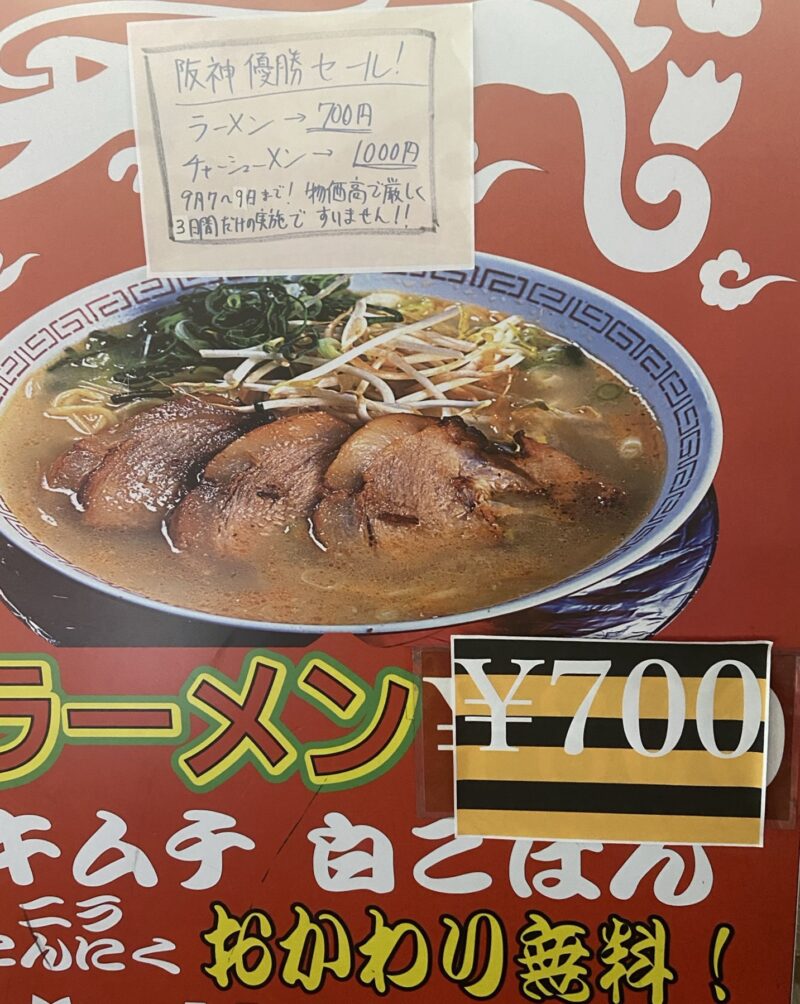 阪神優勝セール!
ラーメン→700円
チャーシューメン→1000円
9月7〜9日まで! 物価高で厳しく
3日間だけの実施で すいません!!
ラーメン ¥700
キムチ 白ごはん
ニラ
にんにく おかわり無料!